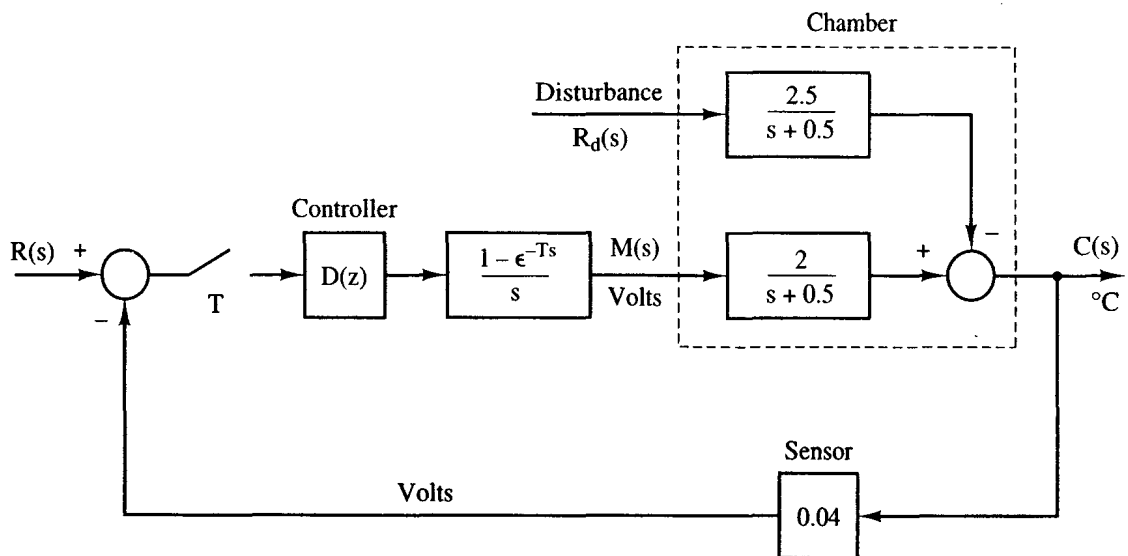 Chamber
Disturbance
R_d(s)
2.5
s + 0.5
Controller
R(s)
+
−
T
D(z)
1 − ϵ^{−Ts}
s
M(s)
Volts
2
s + 0.5
+
−
C(s)
°C
Sensor
0.04
Volts